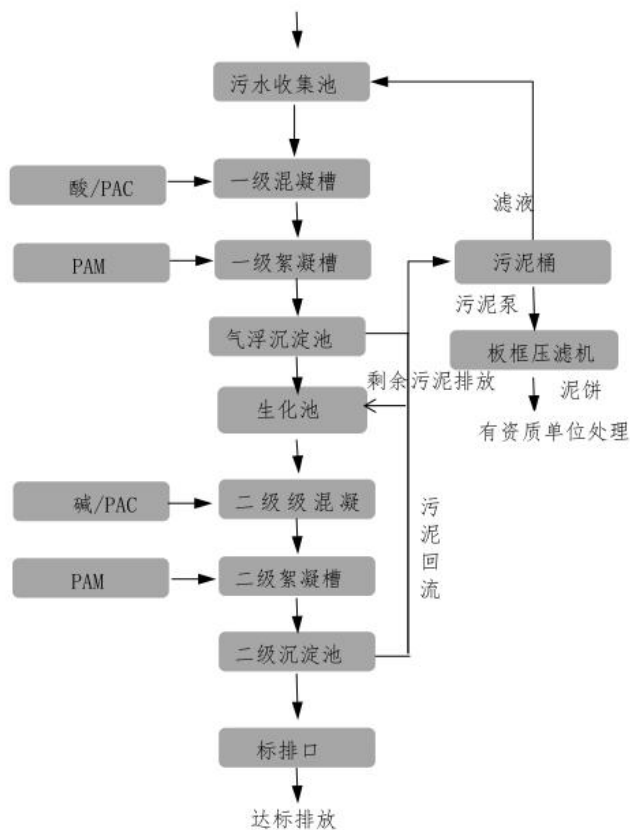 污水收集池
酸/PAC
一级混凝槽
滤液
PAM
一级絮凝槽
污泥桶
污泥泵
气浮沉淀池
板框压滤机
剩余污泥排放
泥饼
生化池
有资质单位处理
碱/PAC
二级级混凝
污泥回流
PAM
二级絮凝槽
二级沉淀池
标排口
达标排放